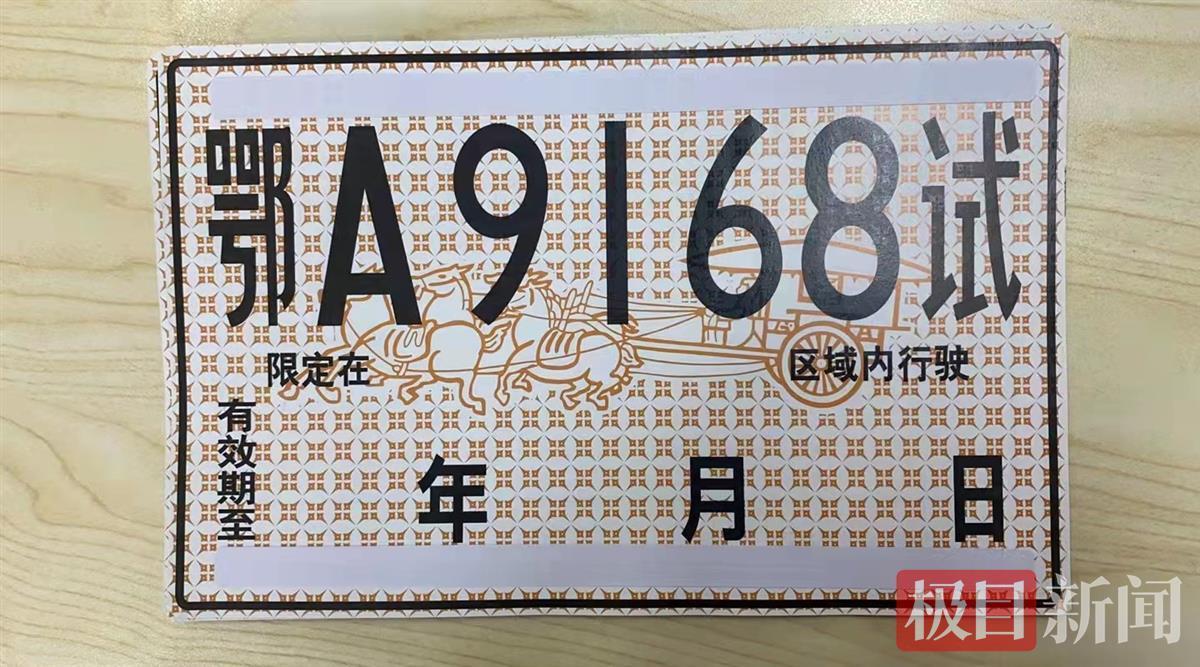 鄂A9168试
限定在 区域内行驶
有效期至
年 月 日
极目新闻